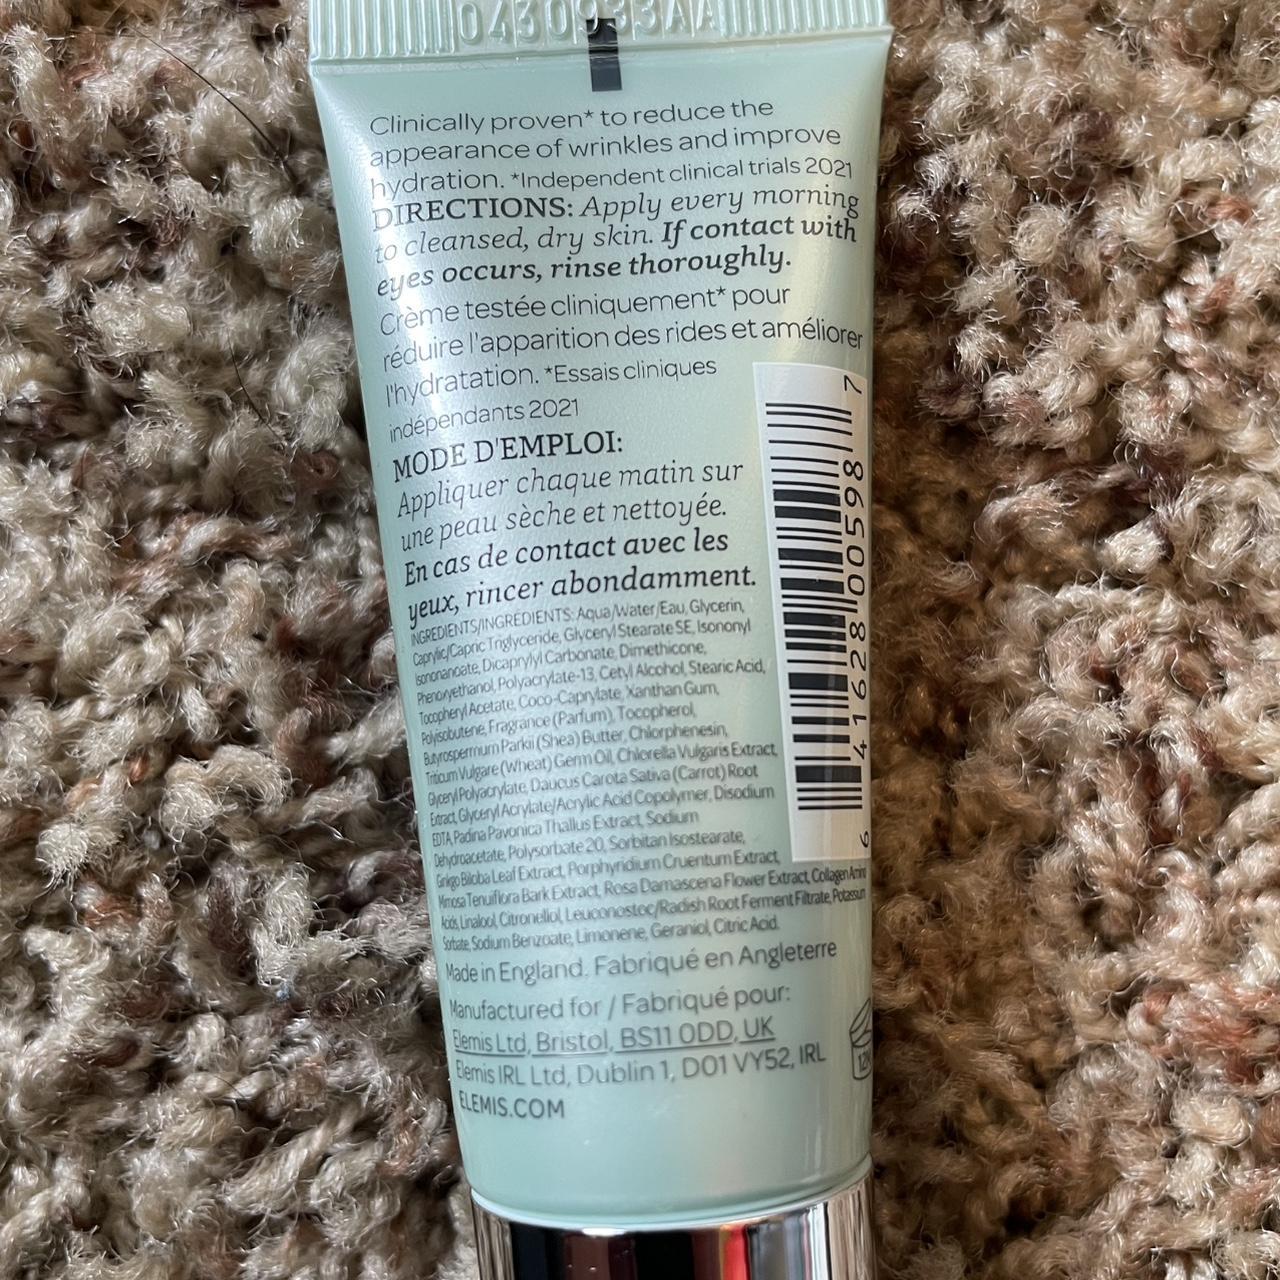 0430933AA
Clinically proven* to reduce the
appearance of wrinkles and improve
hydration. *Independent clinical trials 2021
DIRECTIONS: Apply every morning
to cleansed, dry skin. If contact with
eyes occurs, rinse thoroughly.
Crème testée cliniquement* pour
réduire l'apparition des rides et améliorer
l'hydratation. *Essais cliniques
indépendants 2021
MODE D'EMPLOI:
Appliquer chaque matin sur
une peau sèche et nettoyée.
En cas de contact avec les
yeux, rincer abondamment.
INGREDIENTS/INGRÉDIENTS: Aqua/Water/Eau, Glycerin,
Caprylic/Capric Triglyceride, Glyceryl Stearate SE, Isononyl
Isononanoate, Dicaprylyl Carbonate, Dimethicone,
Phenoxyethanol, Polyacrylate-13, Cetyl Alcohol, Stearic Acid,
Tocopheryl Acetate, Coco-Caprylate, Xanthan Gum,
Polyisobutene, Fragrance (Parfum), Tocopherol,
Butyrospermum Parkii (Shea) Butter, Chlorphenesin,
Triticum Vulgare (Wheat) Germ Oil, Chlorella Vulgaris Extract,
Glyceryl Polyacrylate, Daucus Carota Sativa (Carrot) Root
Extract, Glyceryl Acrylate/Acrylic Acid Copolymer, Disodium
EDTA, Padina Pavonica Thallus Extract, Sodium
Dehydroacetate, Polysorbate 20, Sorbitan Isostearate,
Ginkgo Biloba Leaf Extract, Porphyridium Cruentum Extract,
Mimosa Tenuiflora Bark Extract, Rosa Damascena Flower Extract, Collagen Amino
Acids, Linalool, Citronellol, Leuconostoc/Radish Root Ferment Filtrate, Potassium
Sorbate, Sodium Benzoate, Limonene, Geraniol, Citric Acid.
Made in England. Fabriqué en Angleterre
Manufactured for / Fabriqué pour:
Elemis Ltd, Bristol, BS11 0DD, UK
Elemis IRL Ltd, Dublin 1, D01 VY52, IRL
ELEMIS.COM
6 41628 00598 7